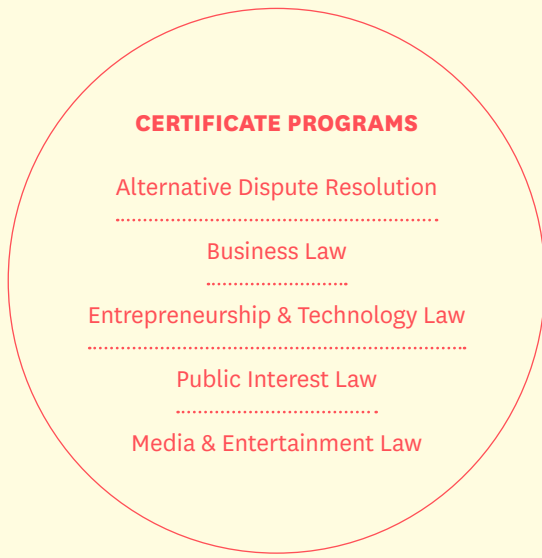 CERTIFICATE PROGRAMS
Alternative Dispute Resolution
Business Law
Entrepreneurship & Technology Law
Public Interest Law
Media & Entertainment Law